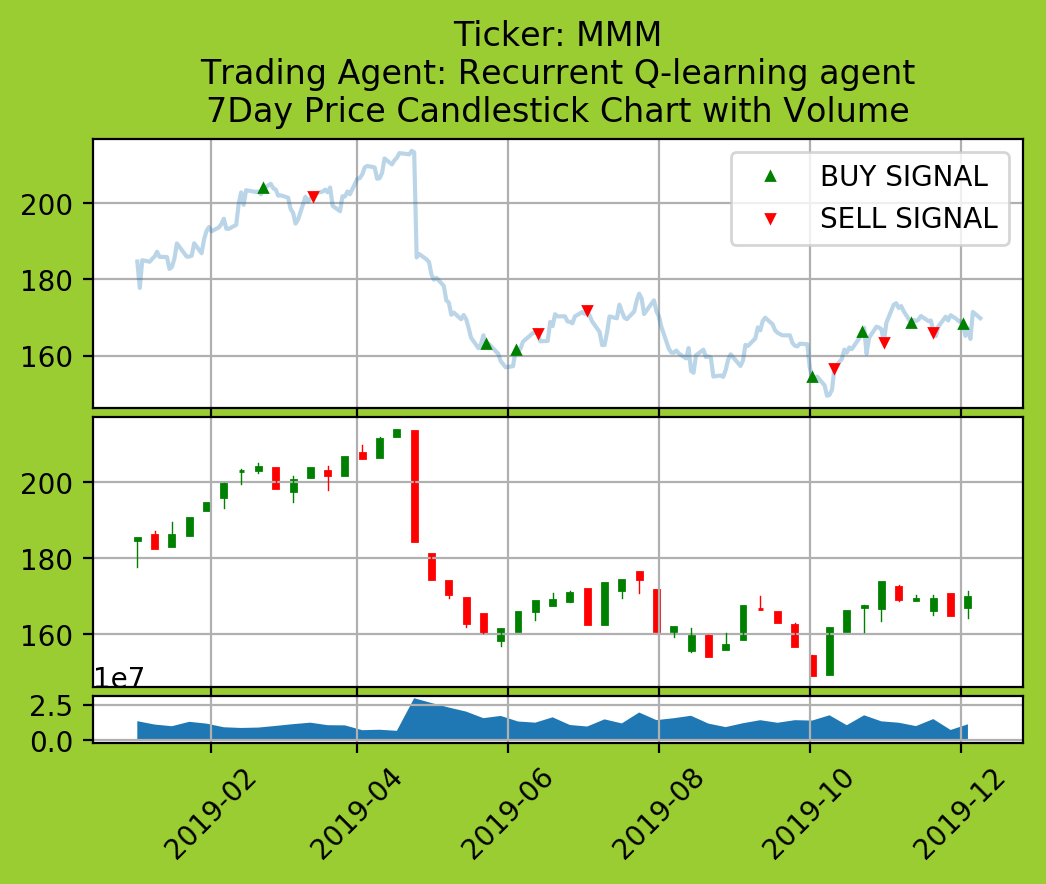 Ticker: MMM
Trading Agent: Recurrent Q-learning agent
7Day Price Candlestick Chart with Volume
BUY SIGNAL
SELL SIGNAL
200
180
160
200
180
160
1e7
2.5
0.0
2019-02
2019-04
2019-06
2019-08
2019-10
2019-12